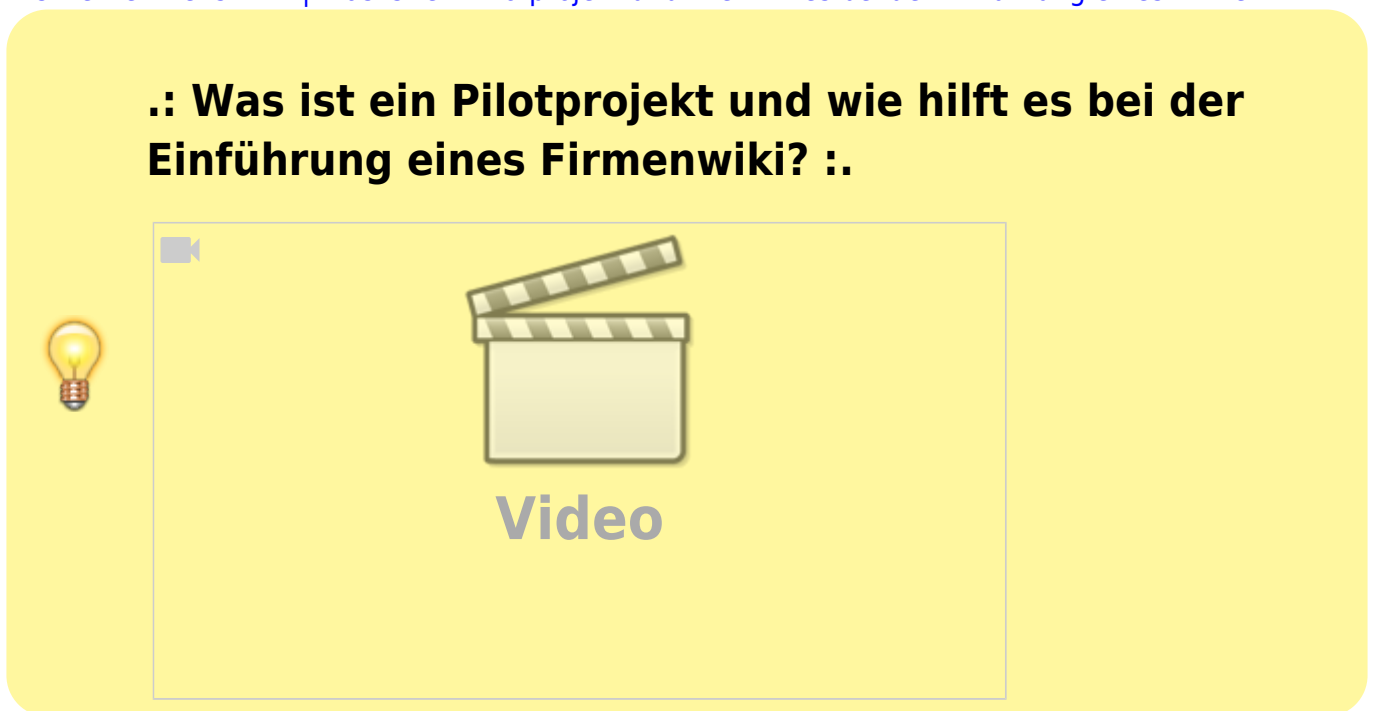 .: Was ist ein Pilotprojekt und wie hilft es bei der
Einführung eines Firmenwiki? :.
Video